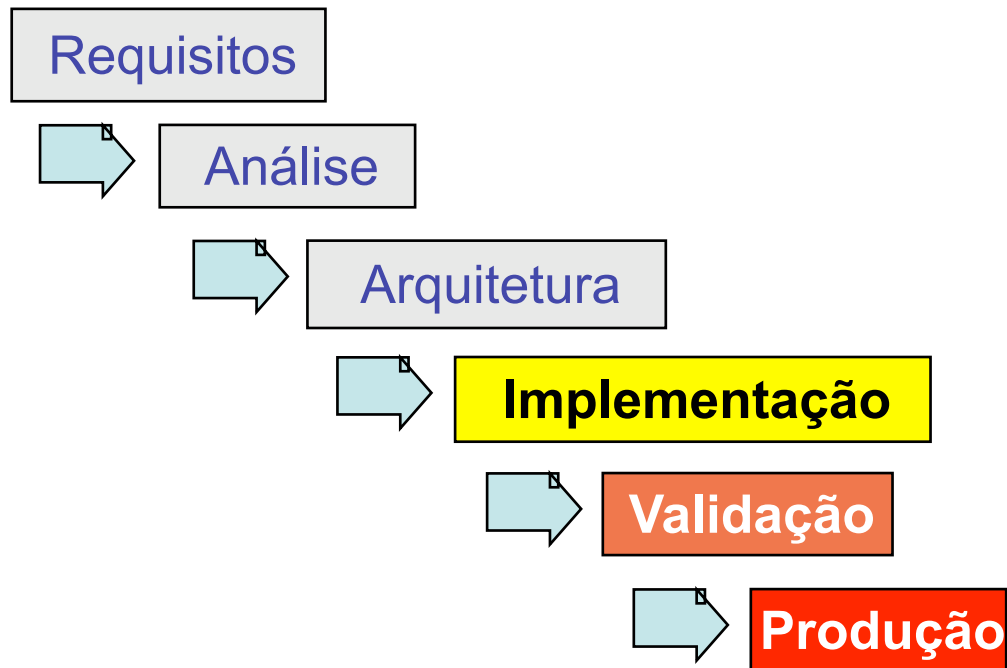 Requisitos
Análise
Arquitetura
Implementação
Validação
Produção